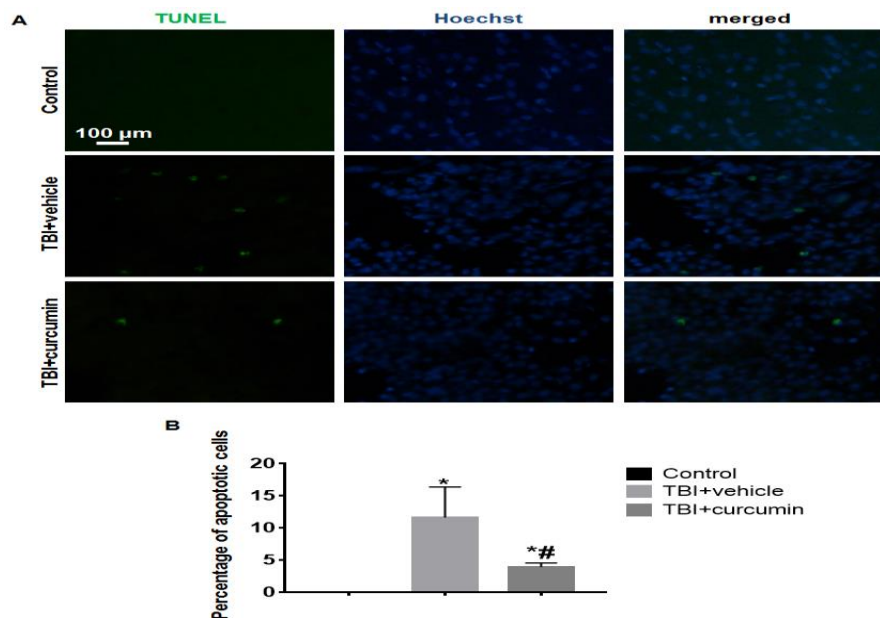 A
TUNEL
Hoechst
merged
Control
100 µm
TBI+vehicle
TBI+curcumin
B
Percentage of apoptotic cells
20
15
10
5
0
*
*#
Control
TBI+vehicle
TBI+curcumin